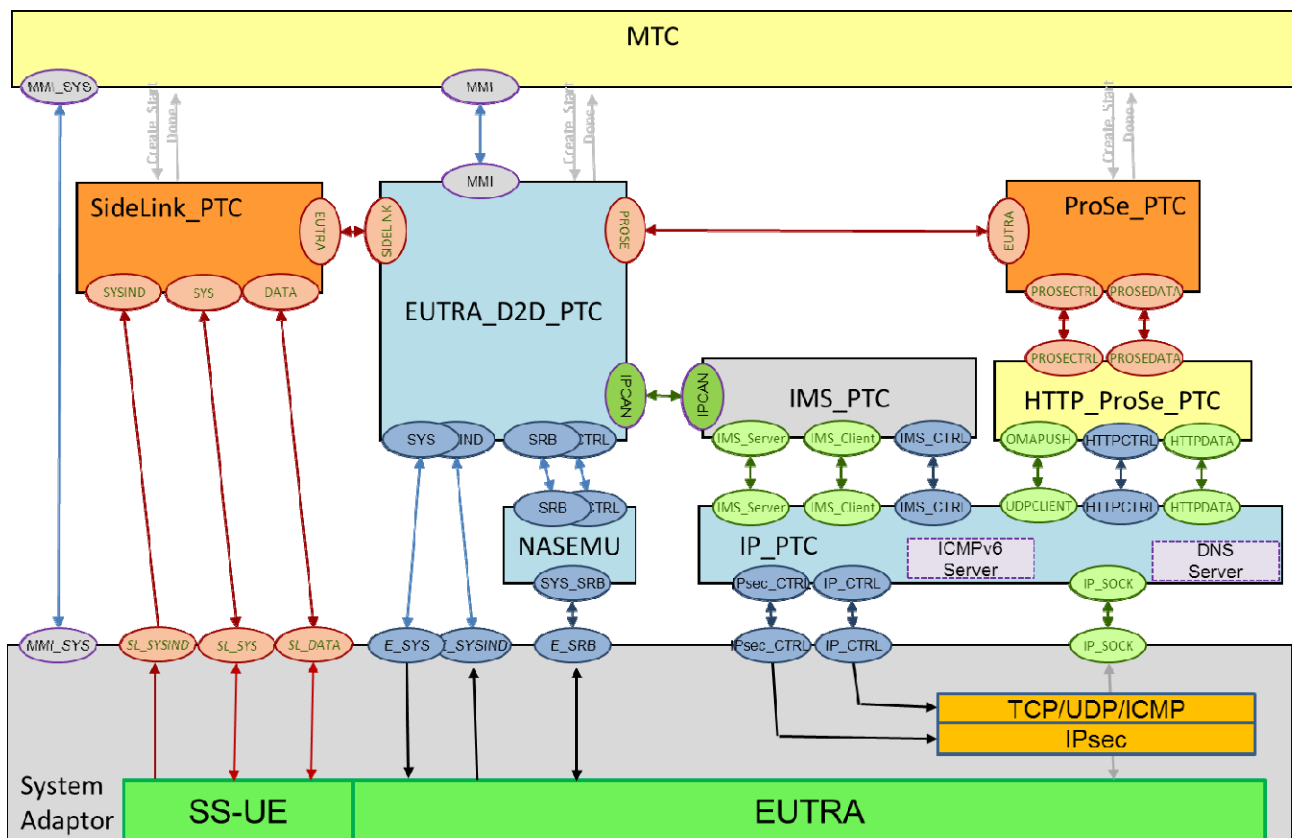 MTC
MMI_SYS
MMI
Create, Start
Done
Create, Start
Done
Create, Start
Done
MMI
SideLink_PTC
EUTRA
SIDELINK
PROSE
EUTRA
ProSe_PTC
SYSIND
SYS
DATA
EUTRA_D2D_PTC
PROSECTRL
PROSEDATA
PROSECTRL
PROSEDATA
IPCAN
IPCAN
IMS_PTC
HTTP_ProSe_PTC
SYS
IND
SRB
CTRL
IMS_Server
IMS_Client
IMS_CTRL
OMAPUSH
HTTPCTRL
HTTPDATA
SRB
CTRL
IMS_Server
IMS_Client
IMS_CTRL
UDPCLIENT
HTTPCTRL
HTTPDATA
NASEMU
IP_PTC
ICMPv6
Server
DNS
Server
SYS_SRB
Psec_CTRL
IP_CTRL
IP_SOCK
MMI_SYS
SL_SYSIND
SL_SYS
SL_DATA
E_SYS
_SYSIND
E_SRB
IPsec_CTRL
IP_CTRL
IP_SOCK
TCP/UDP/ICMP
IPsec
System
Adaptor
SS-UE
EUTRA